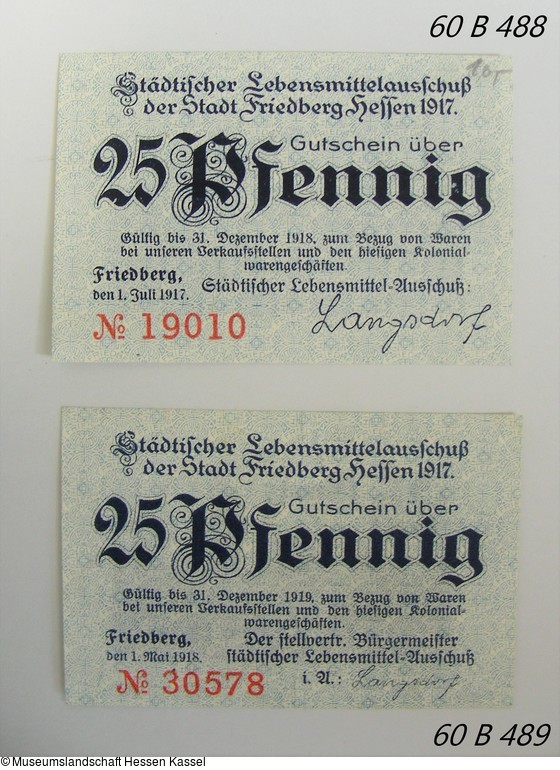 60 B 488
10,-
Städtischer Lebensmittelausschuß
der Stadt Friedberg Hessen 1917.
Gutschein über
25 Pfennig
Gültig bis 31. Dezember 1918. zum Bezug von Waren
bei unseren Verkaufsstellen und den hiesigen Kolonial-
warengeschäften.
Friedberg,
den 1. Juli 1917.
Städtischer Lebensmittel-Ausschuß:
№ 19010
Langsdorf
Städtischer Lebensmittelausschuß
der Stadt Friedberg Hessen 1917.
Gutschein über
25 Pfennig
Gültig bis 31. Dezember 1919. zum Bezug von Waren
bei unseren Verkaufsstellen und den hiesigen Kolonial-
warengeschäften.
Friedberg,
den 1. Mai 1918.
Der stellvertr. Bürgermeister
städtischer Lebensmittel-Ausschuß
№ 30578
i. A.: Langsdorf
60 B 489
© Museumslandschaft Hessen Kassel